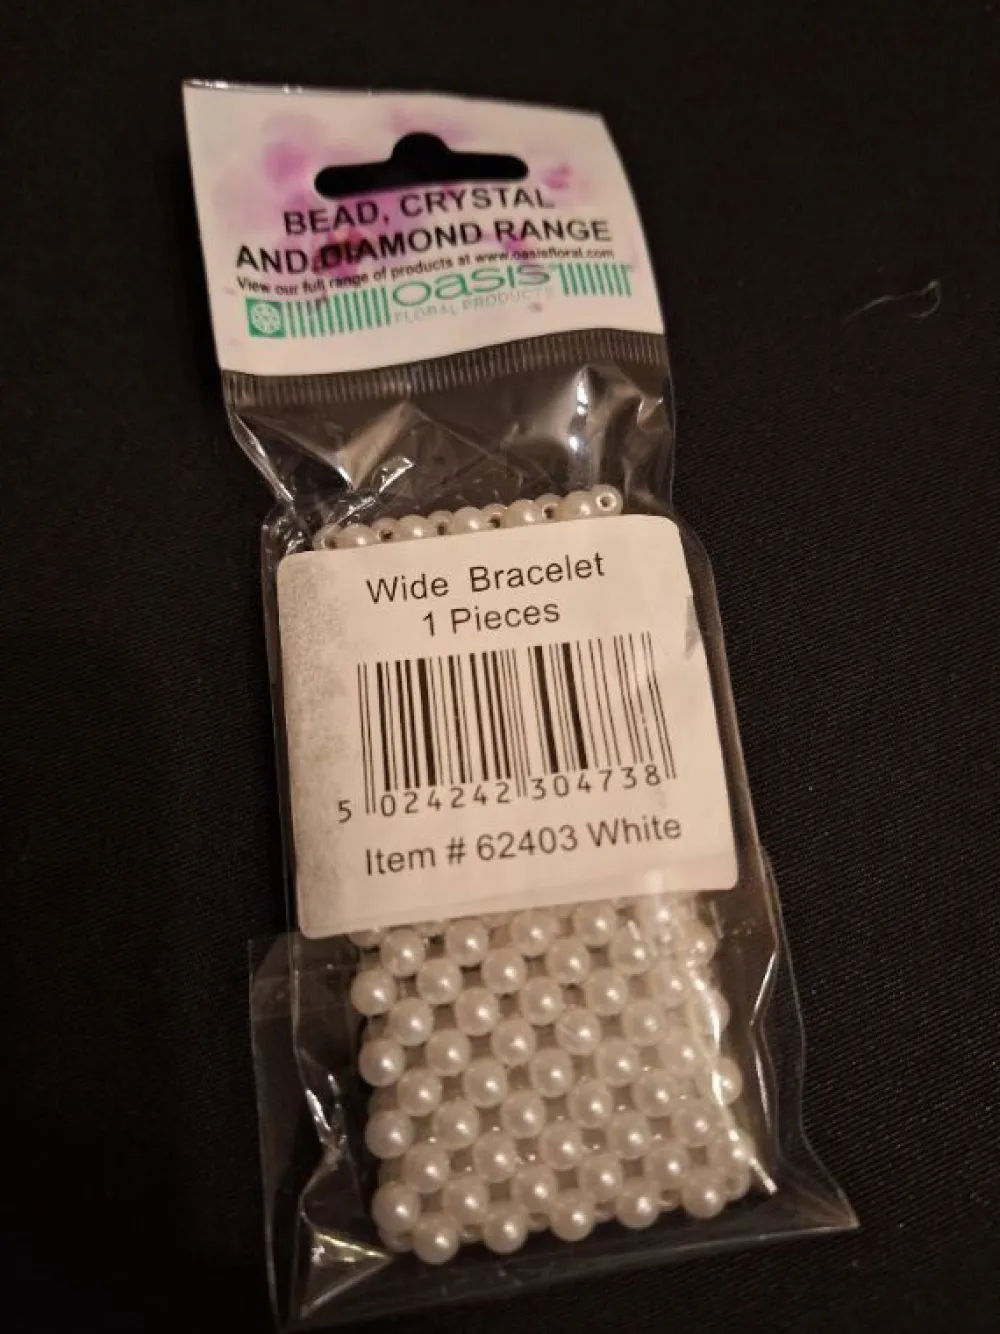 BEAD, CRYSTAL
AND DIAMOND RANGE
View our full range of products at www.oasisfloral.com
oasis
FLORAL PRODUCTS
Wide Bracelet
1 Pieces
5 024242 304738
Item # 62403 White